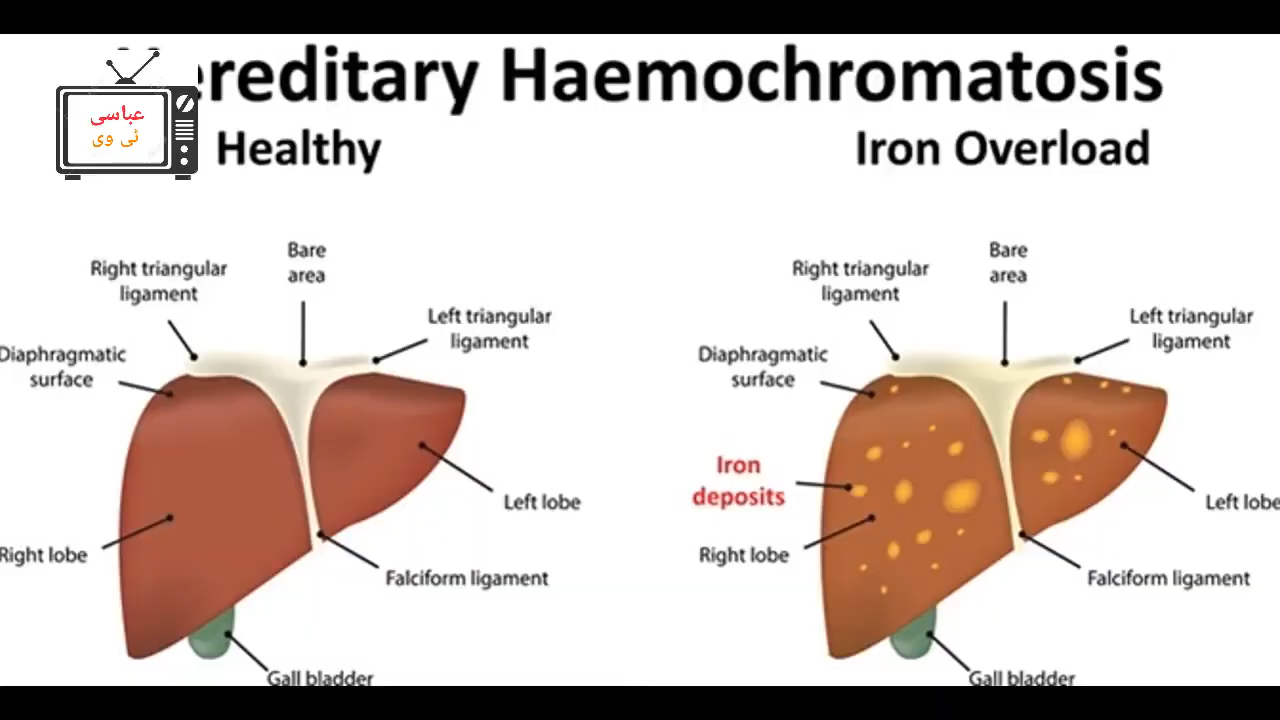 ereditary Haemochromatosis
عباسی
ٹی وی
Healthy
Iron Overload
Bare
area
Right triangular
ligament
Left triangular
ligament
Diaphragmatic
surface
Left lobe
Right lobe
Falciform ligament
Gall bladder
Bare
area
Right triangular
ligament
Left triangular
ligament
Diaphragmatic
surface
Iron
deposits
Left lobe
Right lobe
Falciform ligament
Gall bladder